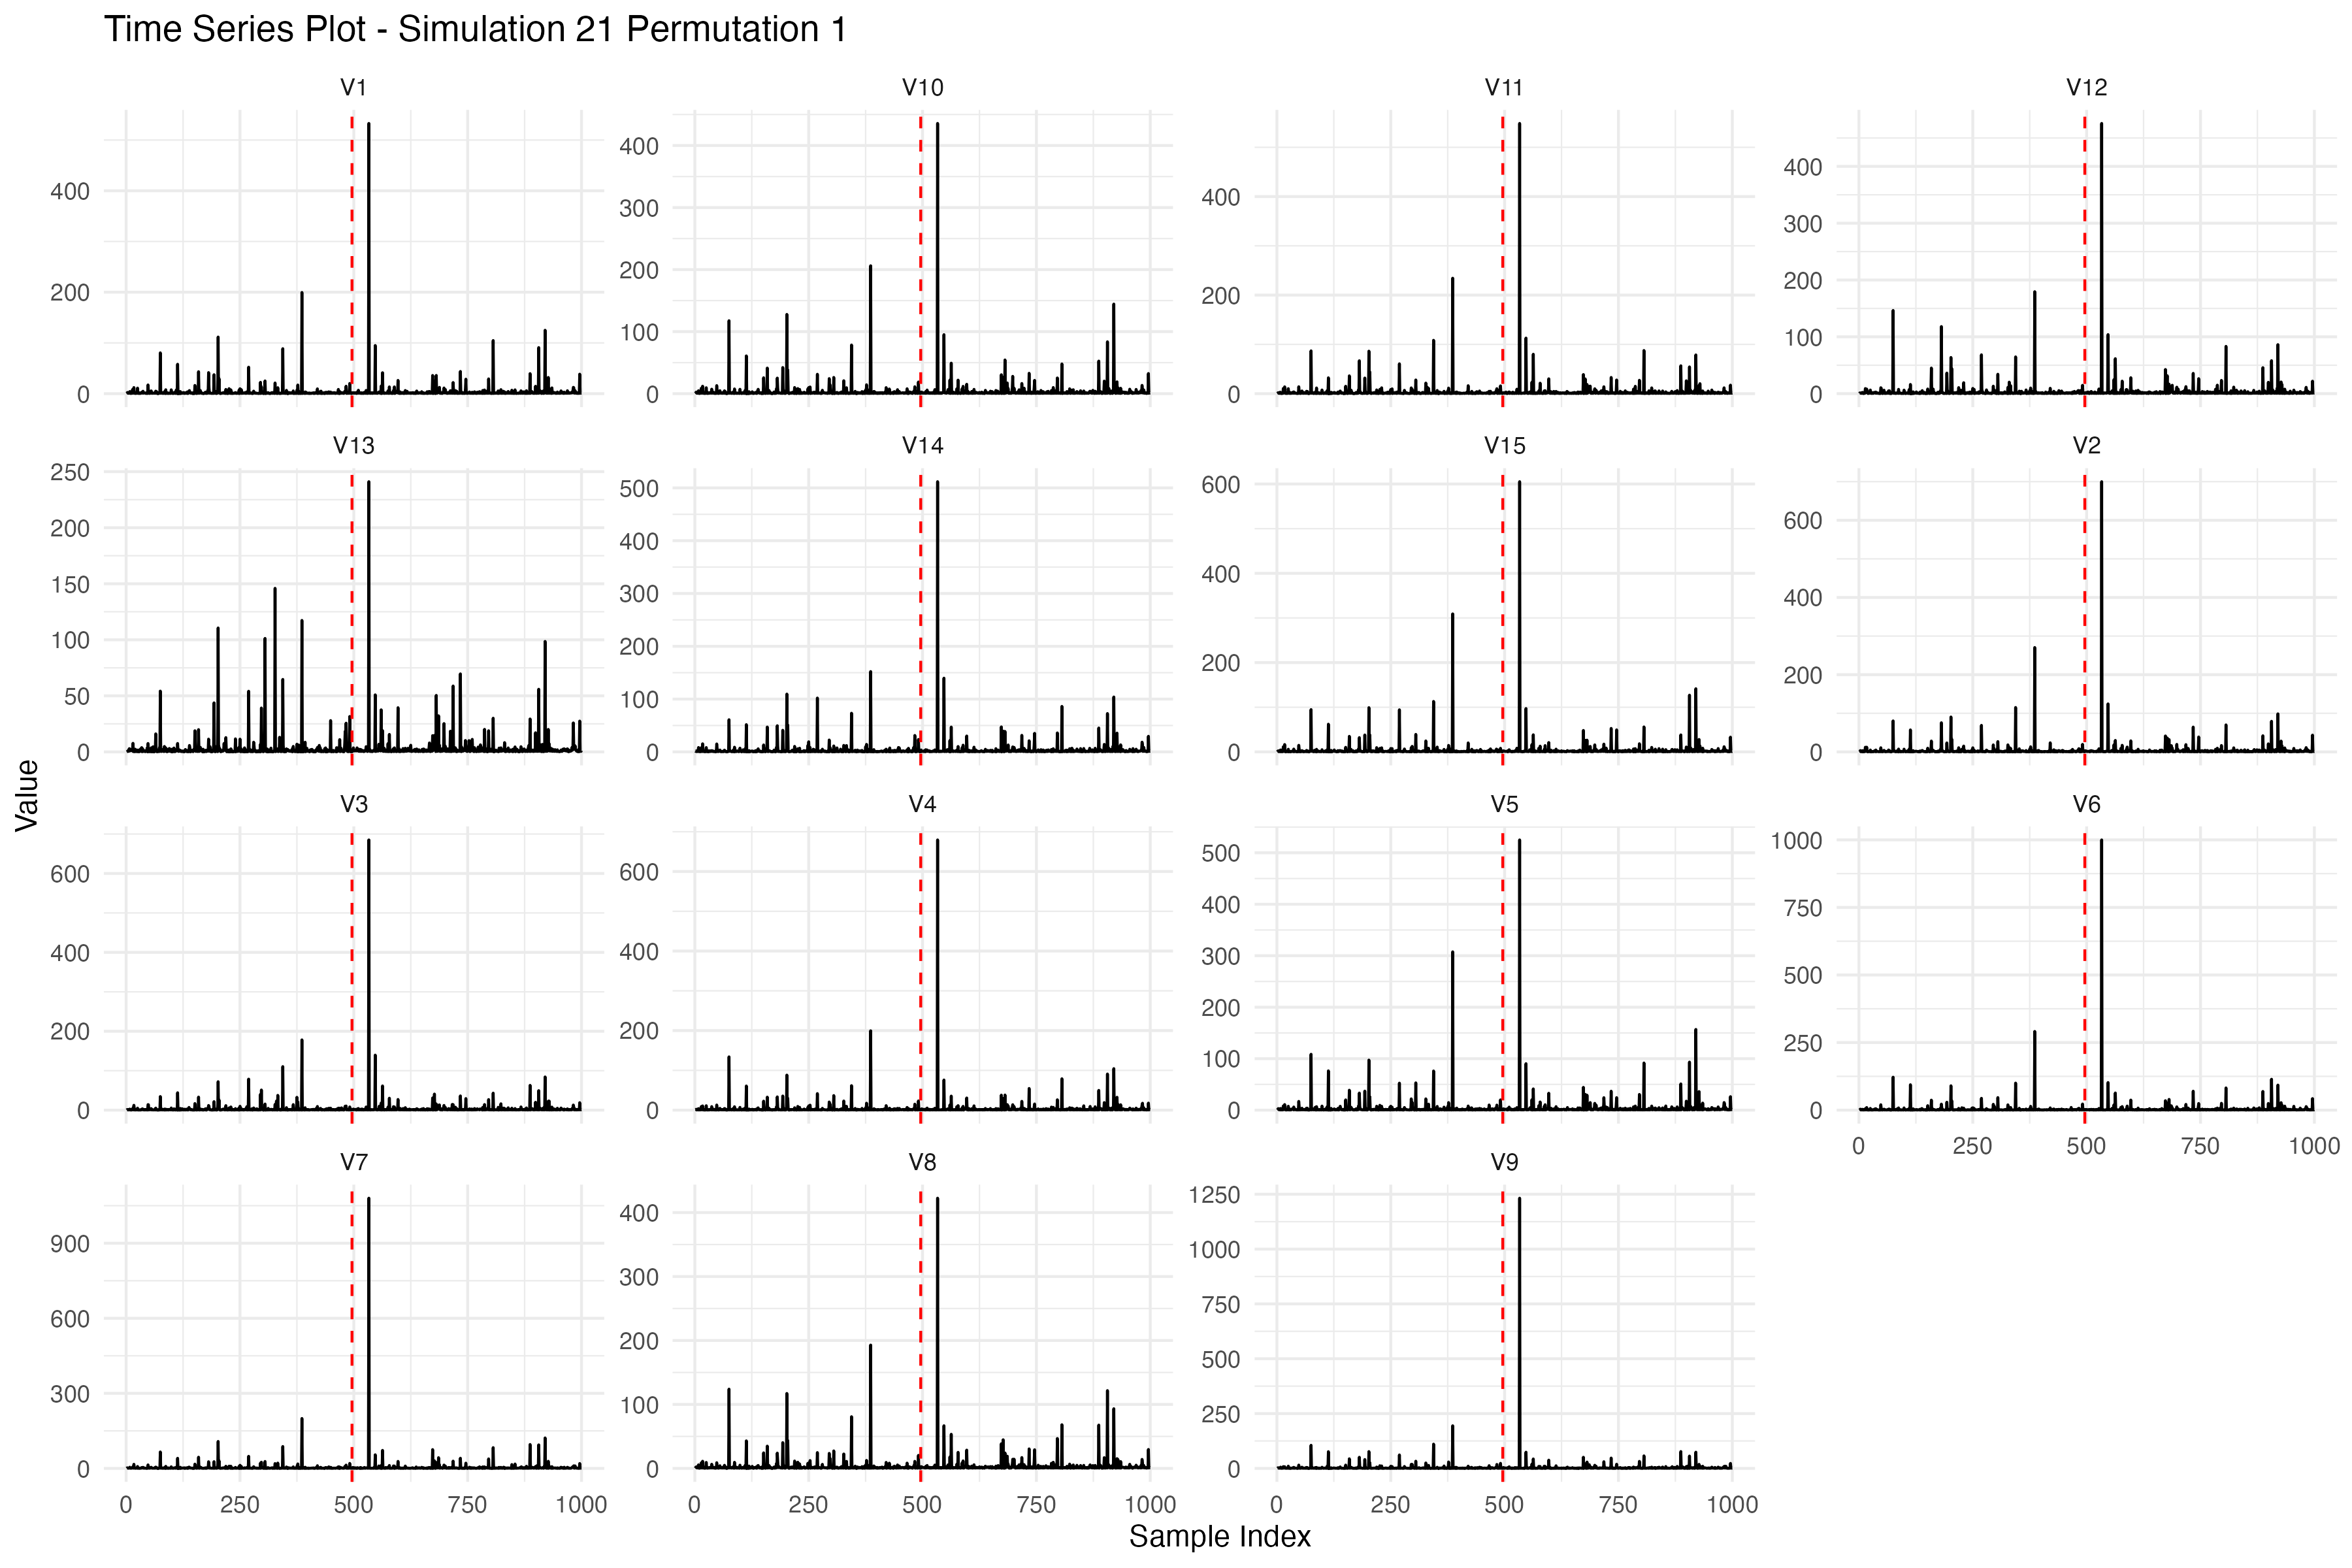 Time Series Plot - Simulation 21 Permutation 1
V1 V10 V11 V12
400 200 0
400 300 200 100 0
400 200 0
400 300 200 100 0
V13 V14 V15 V2
250 200 150 100 50 0
500 400 300 200 100 0
600 400 200 0
600 400 200 0
V3 V4 V5 V6
600 400 200 0
600 400 200 0
500 400 300 200 100 0
1000 750 500 250 0
0 250 500 750 1000
V7 V8 V9
900 600 300 0
400 300 200 100 0
1250 1000 750 500 250 0
0 250 500 750 1000
0 250 500 750 1000
0 250 500 750 1000
Value
Sample Index